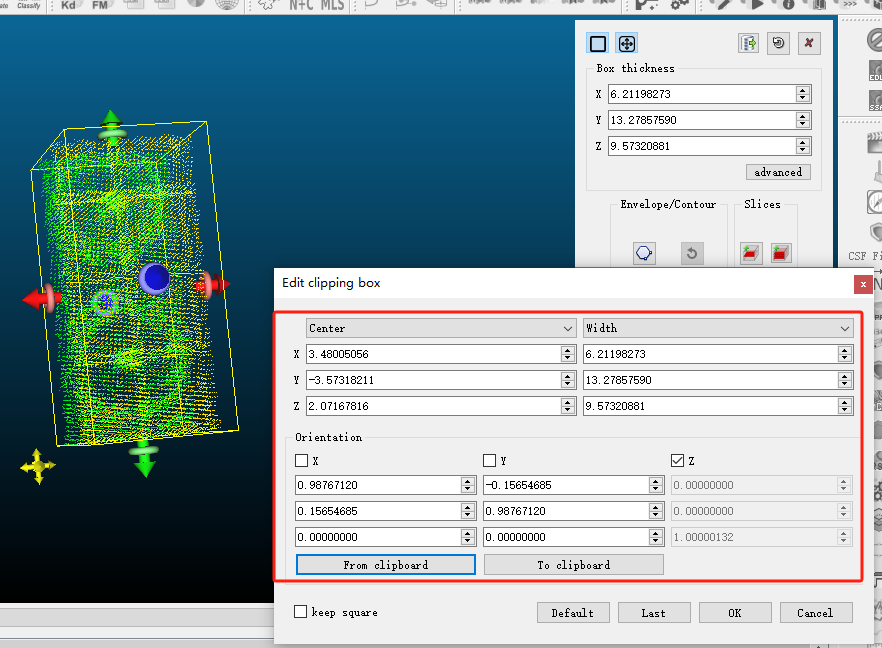 Classify
Kd
FM
N+C MLS
>>>
Box thickness
X 6.21198273
Y 13.27857590
Z 9.57320881
advanced
Envelope/Contour
Slices
CSF Fi
Edit clipping box
x
Center
Width
X 3.48005056 6.21198273
Y -3.57318211 13.27857590
Z 2.07167816 9.57320881
Orientation
X
Y
Z
0.98767120 -0.15654685 0.00000000
0.15654685 0.98767120 0.00000000
0.00000000 0.00000000 1.00000132
From clipboard
To clipboard
keep square
Default
Last
OK
Cancel